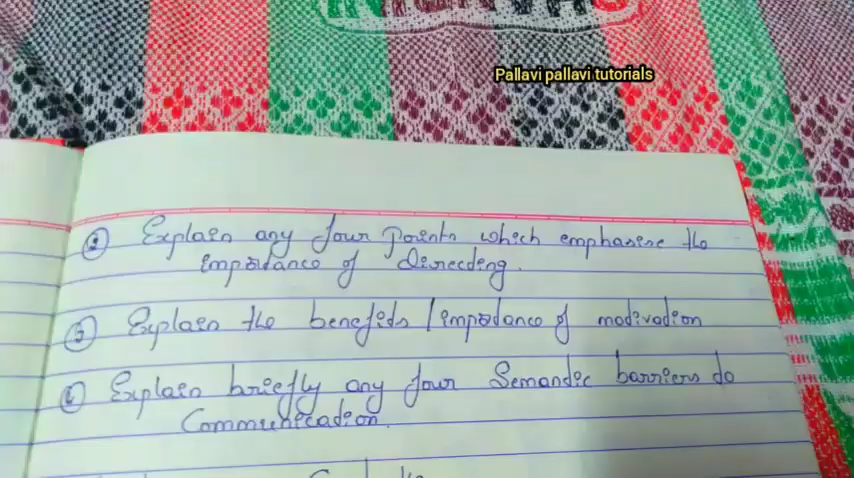 Pallavi pallavi tutorials
② Explain any four points which emphasise the
importance of directing.
③ Explain the benefits / importance of motivation
④ Explain briefly any four Semantic barriers to
Communication.